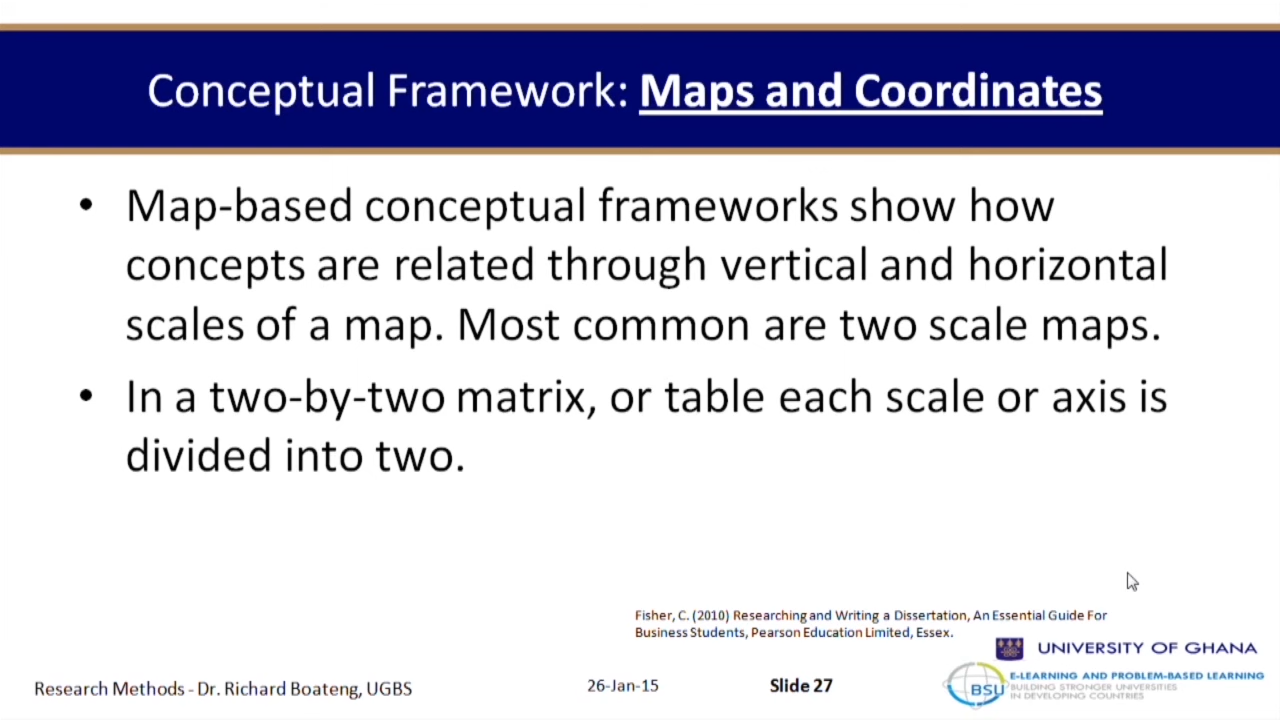 Conceptual Framework: Maps and Coordinates
• Map-based conceptual frameworks show how
concepts are related through vertical and horizontal
scales of a map. Most common are two scale maps.
• In a two-by-two matrix, or table each scale or axis is
divided into two.
Fisher, C. (2010) Researching and Writing a Dissertation, An Essential Guide For
Business Students, Pearson Education Limited, Essex.
UNIVERSITY OF GHANA
Research Methods - Dr. Richard Boateng, UGBS
26-Jan-15
Slide 27
BSU
E-LEARNING AND PROBLEM-BASED LEARNING
BUILDING STRONGER UNIVERSITIES
IN DEVELOPING COUNTRIES